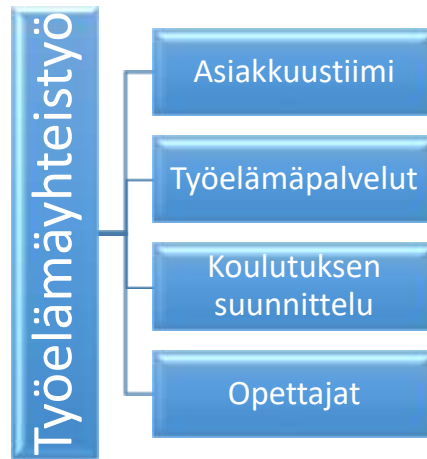 Työelämäyhteistyö
Asiakkuustiimi
Työelämäpalvelut
Koulutuksen
suunnittelu
Opettajat